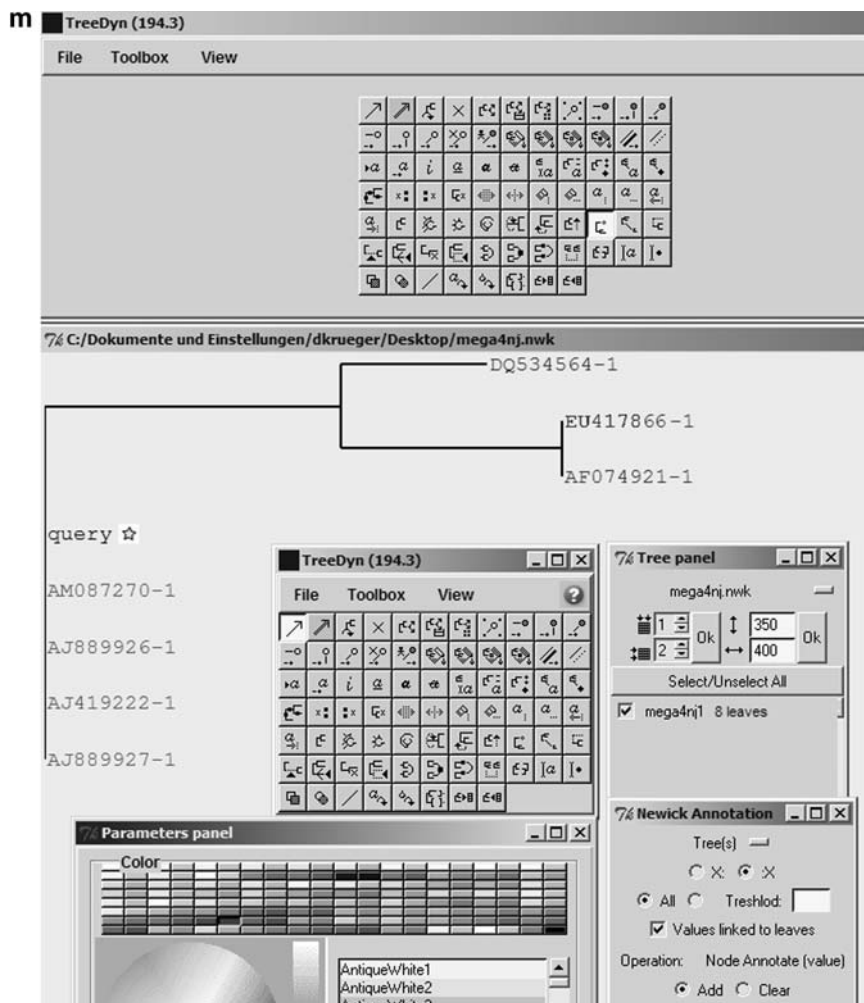 m
TreeDyn (194.3)
File Toolbox View
C:/Dokumente und Einstellungen/dkrueger/Desktop/mega4nj.nwk
DQ534564-1
EU417866-1
AF074921-1
query
AM087270-1
AJ889926-1
AJ419222-1
AJ889927-1
TreeDyn (194.3)
File Toolbox View
?
Tree panel
mega4nj.nwk
1 Ok 350 Ok
2 400
Select/Unselect All
mega4nj1 8 leaves
Parameters panel
Color
AntiqueWhite1
AntiqueWhite2
Newick Annotation
Tree(s)
X: :X
All Treshlod:
Values linked to leaves
Operation: Node Annotate (value)
Add Clear